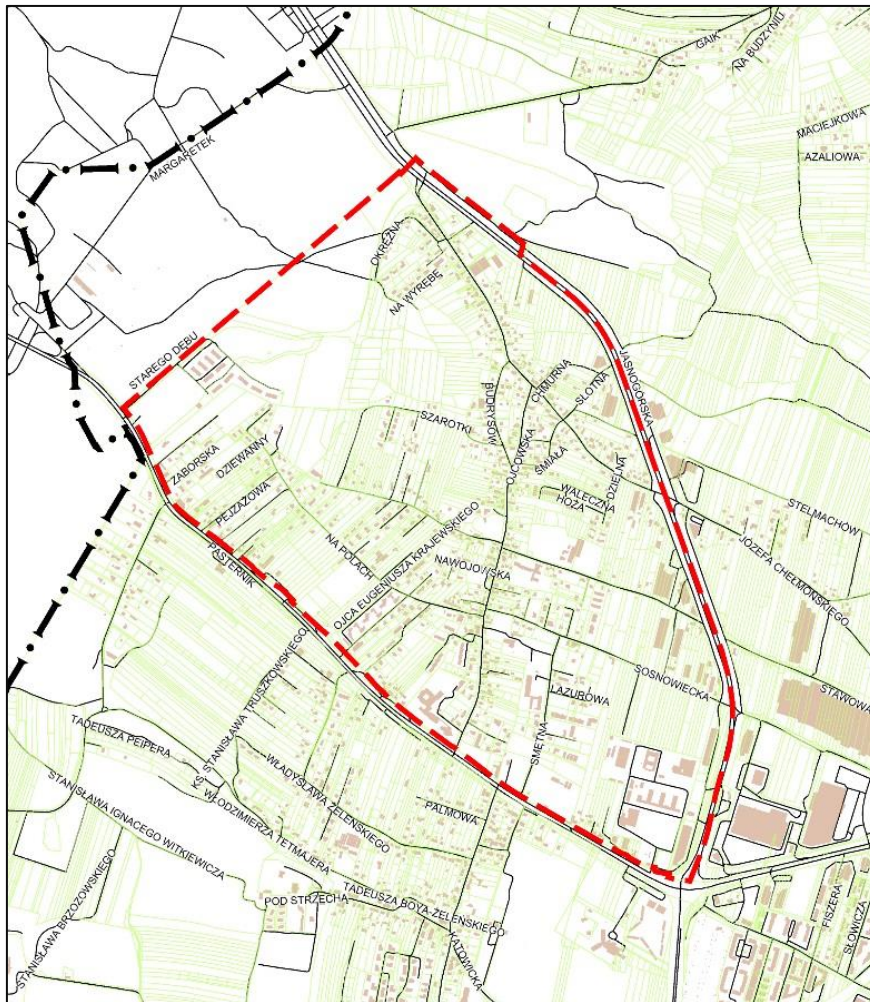 GAIK
NA BUDZYNIU
MACIEJKOWA
AZALIOWA
MARGARETEK
OKRĘŻNA
NA WYRĘBE
STAREGO DĘBU
JASNOGÓRSKA
CHMURNA
SŁOTNA
BUDRYSÓW
SZAROTKI
OJCOWSKA
ŚMIAŁA
DZIELNA
WALECZNA
HOŻA
ZABORSKA
DZIEWANNY
PEJZAŻOWA
STELMACHÓW
JÓZEFA CHEŁMOŃSKIEGO
PASTERNIK
NA POLACH
OJCA EUGENIUSZA KRAJEWSKIEGO
NAWOJOWSKA
SOSNOWIECKA
STAWOWA
LAZUROWA
SMĘTNA
KS. STANISŁAWA TRUSZKOWSKIEGO
TADEUSZA PEIPERA
STANISŁAWA IGNACEGO WITKIEWICZA
WŁODZIMIERZA TETMAJERA
WŁADYSŁAWA ŻELEŃSKIEGO
PALMOWA
POD STRZECHĄ
TADEUSZA BOYA-ŻELEŃSKIEGO
STANISŁAWA BRZOZOWSKIEGO
KATOWICKA
FISZERA
SŁOWICZA